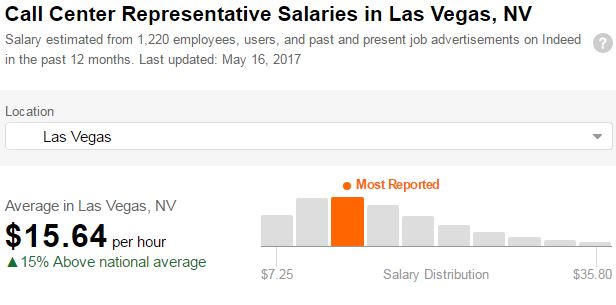 Call Center Representative Salaries in Las Vegas, NV
Salary estimated from 1,220 employees, users, and past and present job advertisements on Indeed
in the past 12 months. Last updated: May 16, 2017
?
Location
Las Vegas
Most Reported
Average in Las Vegas, NV
$15.64 per hour
▲15% Above national average
$7.25 Salary Distribution $35.80